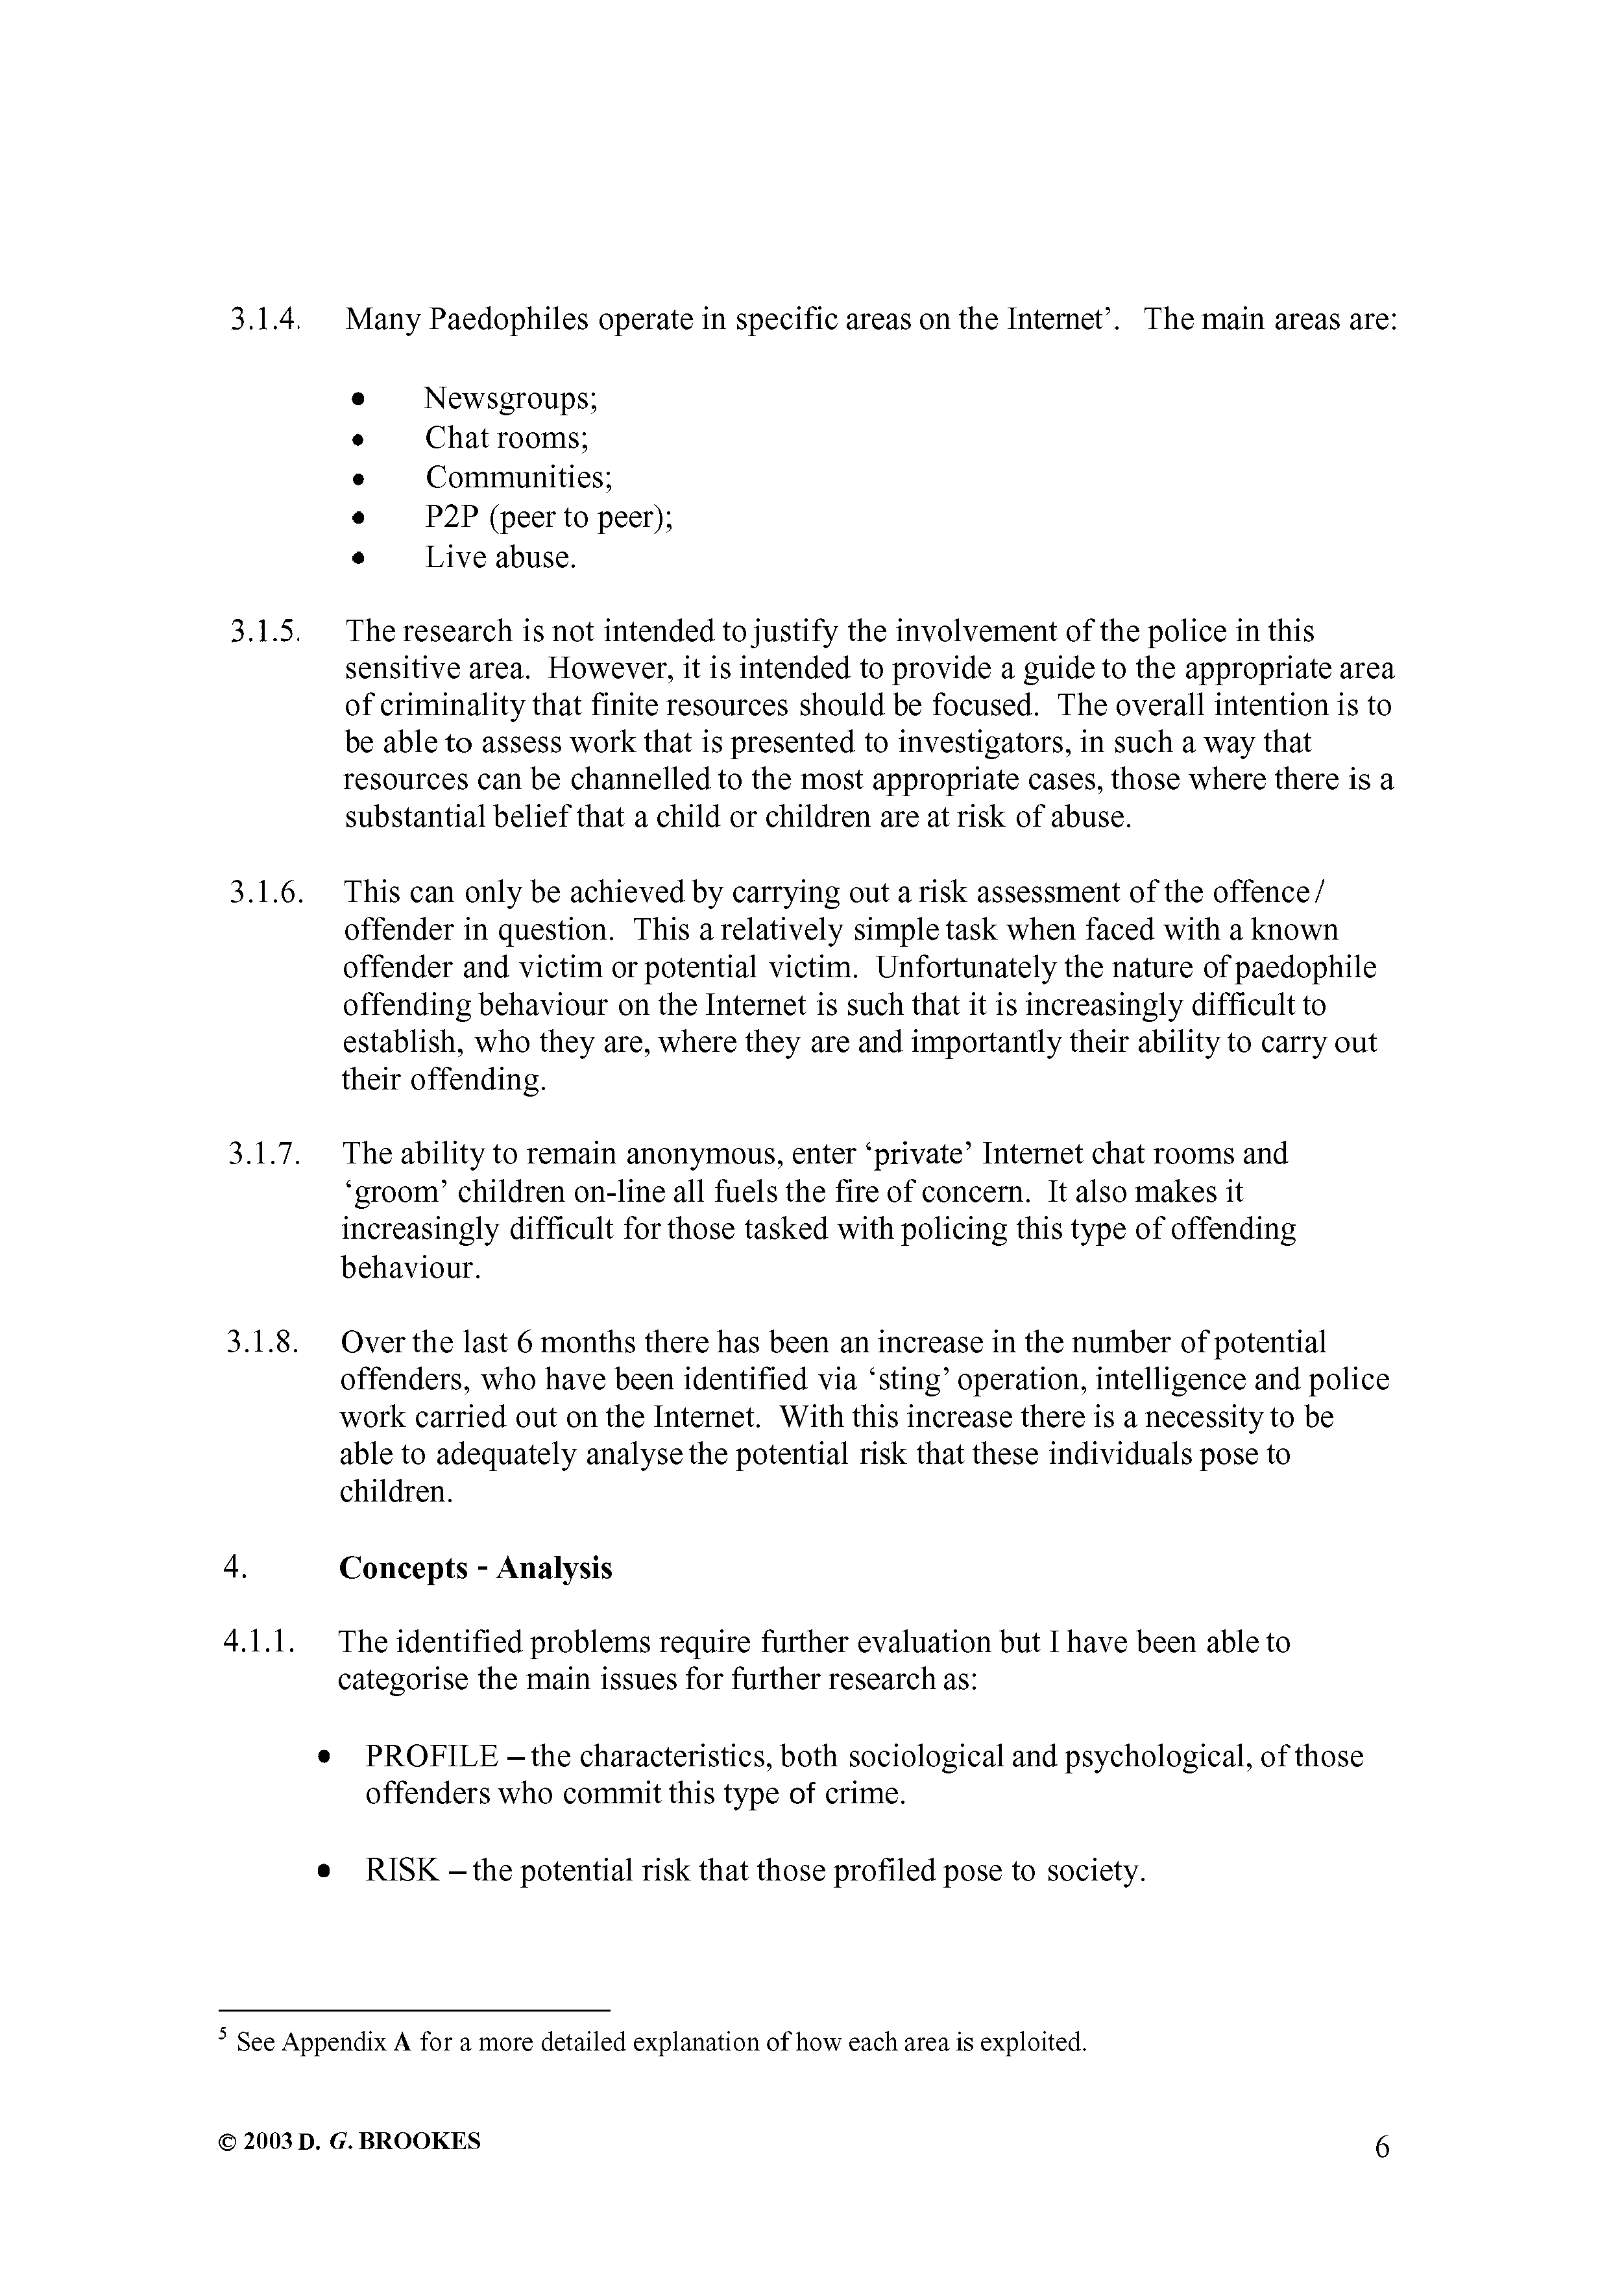 3.1.4. Many Paedophiles operate in specific areas on the Internet’. The main areas are:
• Newsgroups;
• Chat rooms;
• Communities;
• P2P (peer to peer);
• Live abuse.
3.1.5. The research is not intended to justify the involvement of the police in this
sensitive area. However, it is intended to provide a guide to the appropriate area
of criminality that finite resources should be focused. The overall intention is to
be able to assess work that is presented to investigators, in such a way that
resources can be channelled to the most appropriate cases, those where there is a
substantial belief that a child or children are at risk of abuse.
3.1.6. This can only be achieved by carrying out a risk assessment of the offence /
offender in question. This a relatively simple task when faced with a known
offender and victim or potential victim. Unfortunately the nature of paedophile
offending behaviour on the Internet is such that it is increasingly difficult to
establish, who they are, where they are and importantly their ability to carry out
their offending.
3.1.7. The ability to remain anonymous, enter ‘private’ Internet chat rooms and
‘groom’ children on-line all fuels the fire of concern. It also makes it
increasingly difficult for those tasked with policing this type of offending
behaviour.
3.1.8. Over the last 6 months there has been an increase in the number of potential
offenders, who have been identified via ‘sting’ operation, intelligence and police
work carried out on the Internet. With this increase there is a necessity to be
able to adequately analyse the potential risk that these individuals pose to
children.
4. Concepts - Analysis
4.1.1. The identified problems require further evaluation but I have been able to
categorise the main issues for further research as:
• PROFILE – the characteristics, both sociological and psychological, of those
offenders who commit this type of crime.
• RISK – the potential risk that those profiled pose to society.
5 See Appendix A for a more detailed explanation of how each area is exploited.
© 2003 D. G. BROOKES
6